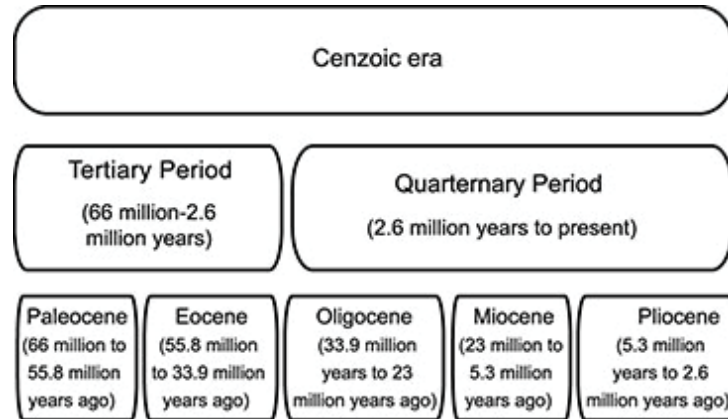 Cenzoic era
Tertiary Period
(66 million-2.6
million years)
Quarternary Period
(2.6 million years to present)
Paleocene
(66 million to
55.8 million
years ago)
Eocene
(55.8 million
to 33.9 million
years ago)
Oligocene
(33.9 million
years to 23
million years ago)
Miocene
(23 million to
5.3 million
years ago)
Pliocene
(5.3 million
years to 2.6
million years ago